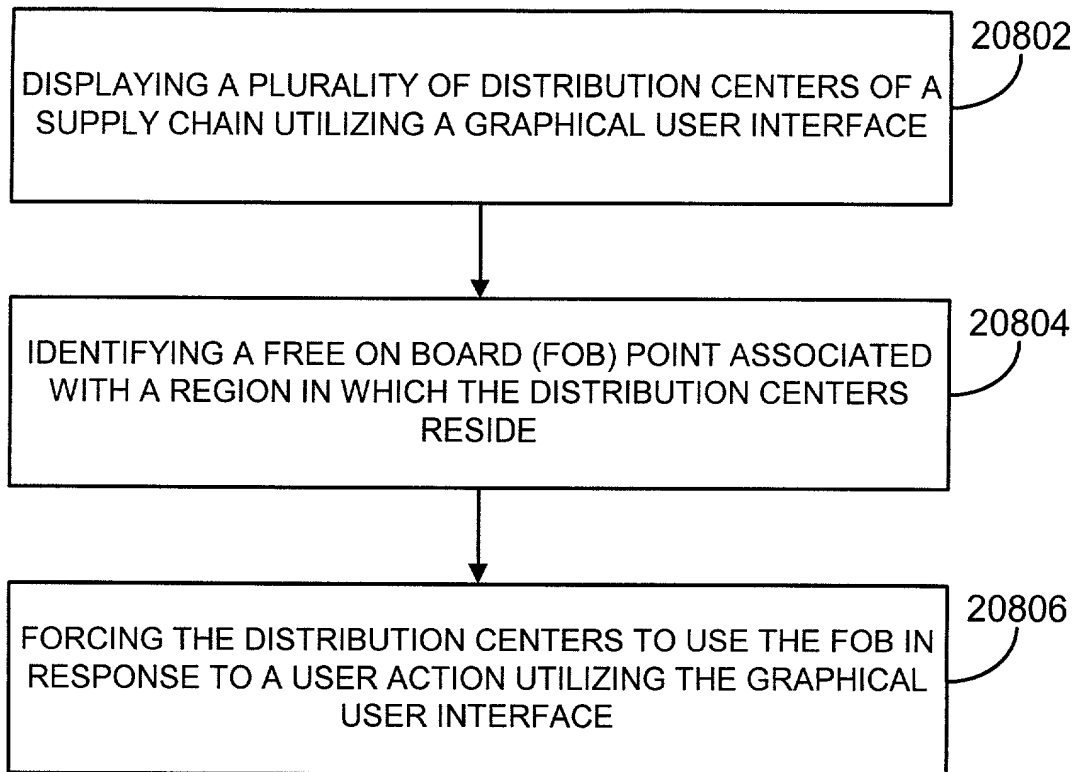 20802
DISPLAYING A PLURALITY OF DISTRIBUTION CENTERS OF A
SUPPLY CHAIN UTILIZING A GRAPHICAL USER INTERFACE
20804
IDENTIFYING A FREE ON BOARD (FOB) POINT ASSOCIATED
WITH A REGION IN WHICH THE DISTRIBUTION CENTERS
RESIDE
20806
FORCING THE DISTRIBUTION CENTERS TO USE THE FOB IN
RESPONSE TO A USER ACTION UTILIZING THE GRAPHICAL
USER INTERFACE